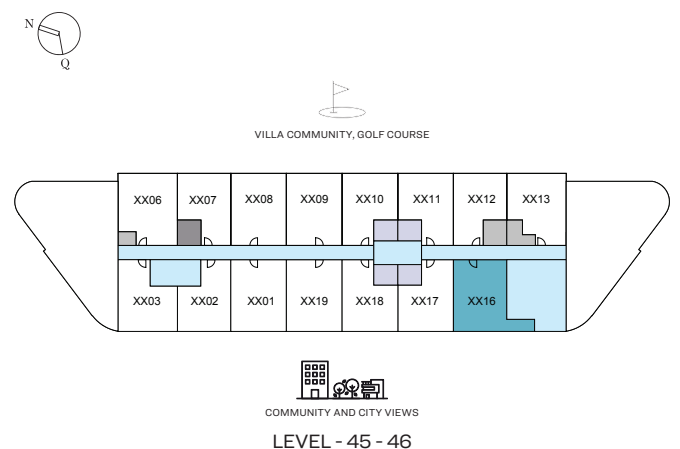 N
Q
VILLA COMMUNITY, GOLF COURSE
XX06 XX07 XX08 XX09 XX10 XX11 XX12 XX13
XX03 XX02 XX01 XX19 XX18 XX17 XX16
COMMUNITY AND CITY VIEWS
LEVEL - 45 - 46